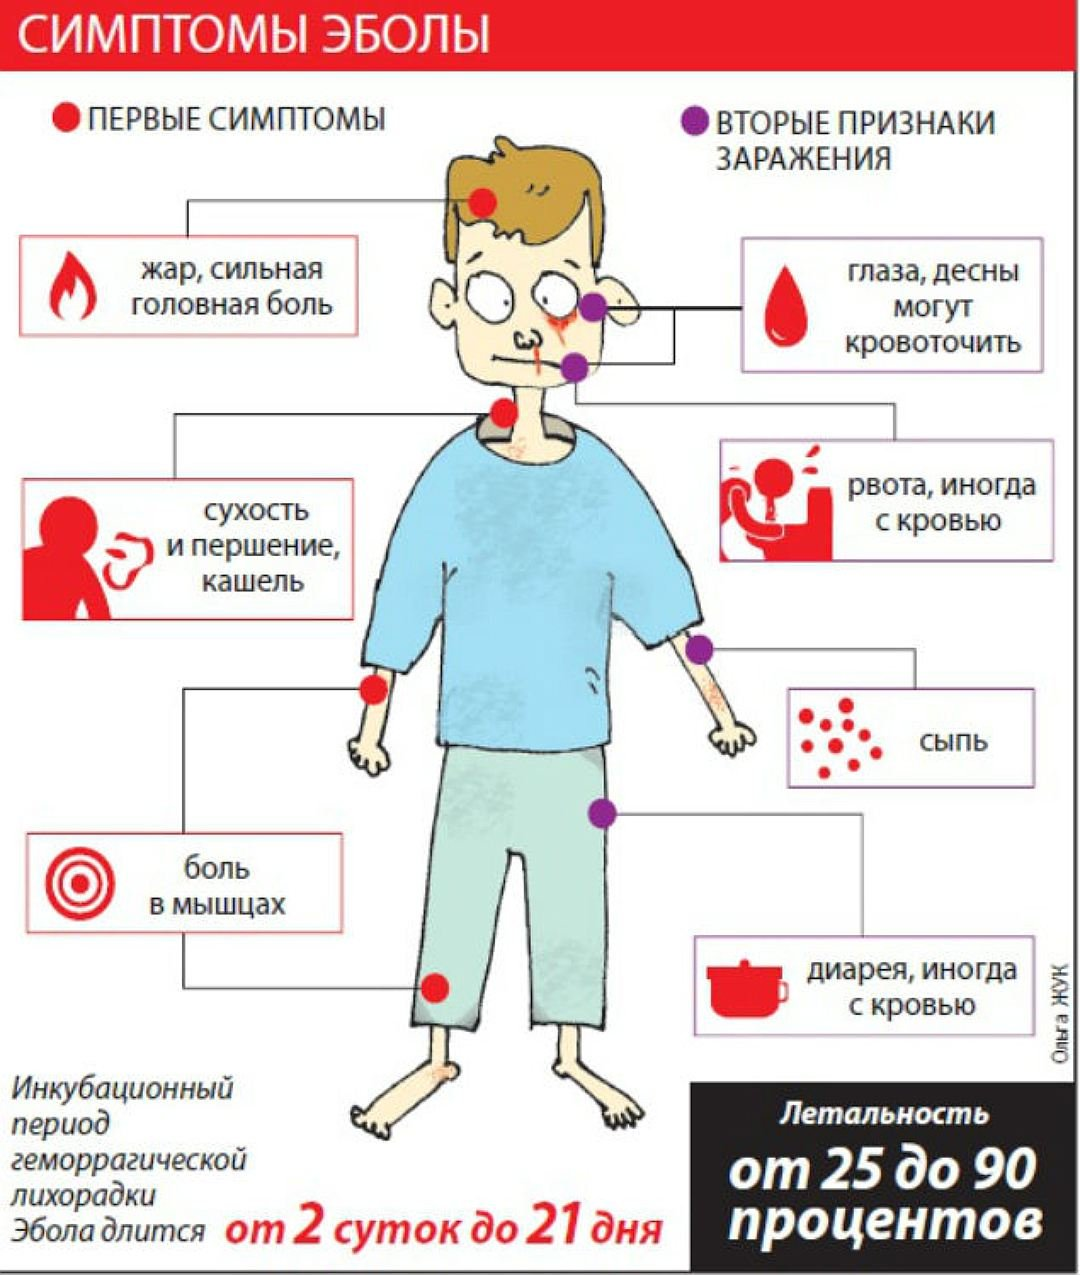 СИМПТОМЫ ЭБОЛЫ
ПЕРВЫЕ СИМПТОМЫ
ВТОРЫЕ ПРИЗНАКИ
ЗАРАЖЕНИЯ
жар, сильная
головная боль
глаза, десны
могут
кровоточить
сухость
и першение,
кашель
рвота, иногда
с кровью
сыпь
боль
в мышцах
диарея, иногда
с кровью
Ольга ЖУК
Инкубационный
период
геморрагической
лихорадки
Эбола длится от 2 суток до 21 дня
Летальность
от 25 до 90
процентов